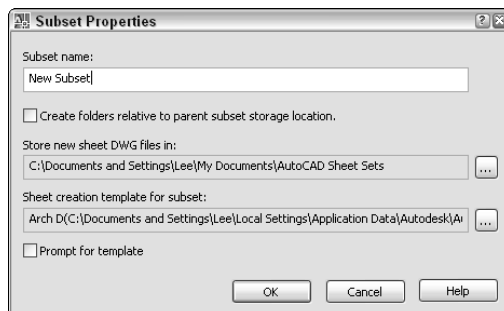 Subset Properties
Subset name:
New Subset
Create folders relative to parent subset storage location.
Store new sheet DWG files in:
C:\Documents and Settings\Lee\My Documents\AutoCAD Sheet Sets
...
Sheet creation template for subset:
Arch D(C:\Documents and Settings\Lee\Local Settings\Application Data\Autodesk\Au
...
Prompt for template
OK Cancel Help